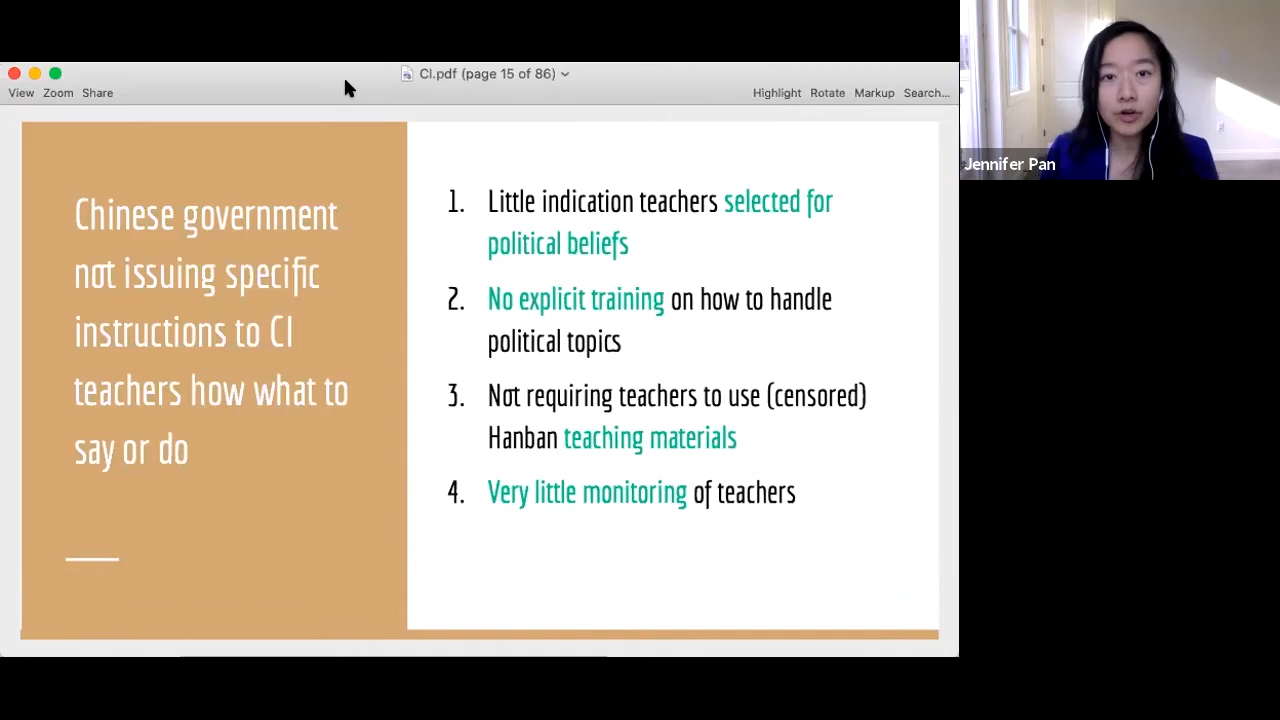 CI.pdf (page 15 of 86)
View Zoom Share
Highlight Rotate Markup Search...
Chinese government
not issuing specific
instructions to CI
teachers how what to
say or do
1. Little indication teachers selected for
political beliefs
2. No explicit training on how to handle
political topics
3. Not requiring teachers to use (censored)
Hanban teaching materials
4. Very little monitoring of teachers
Jennifer Pan